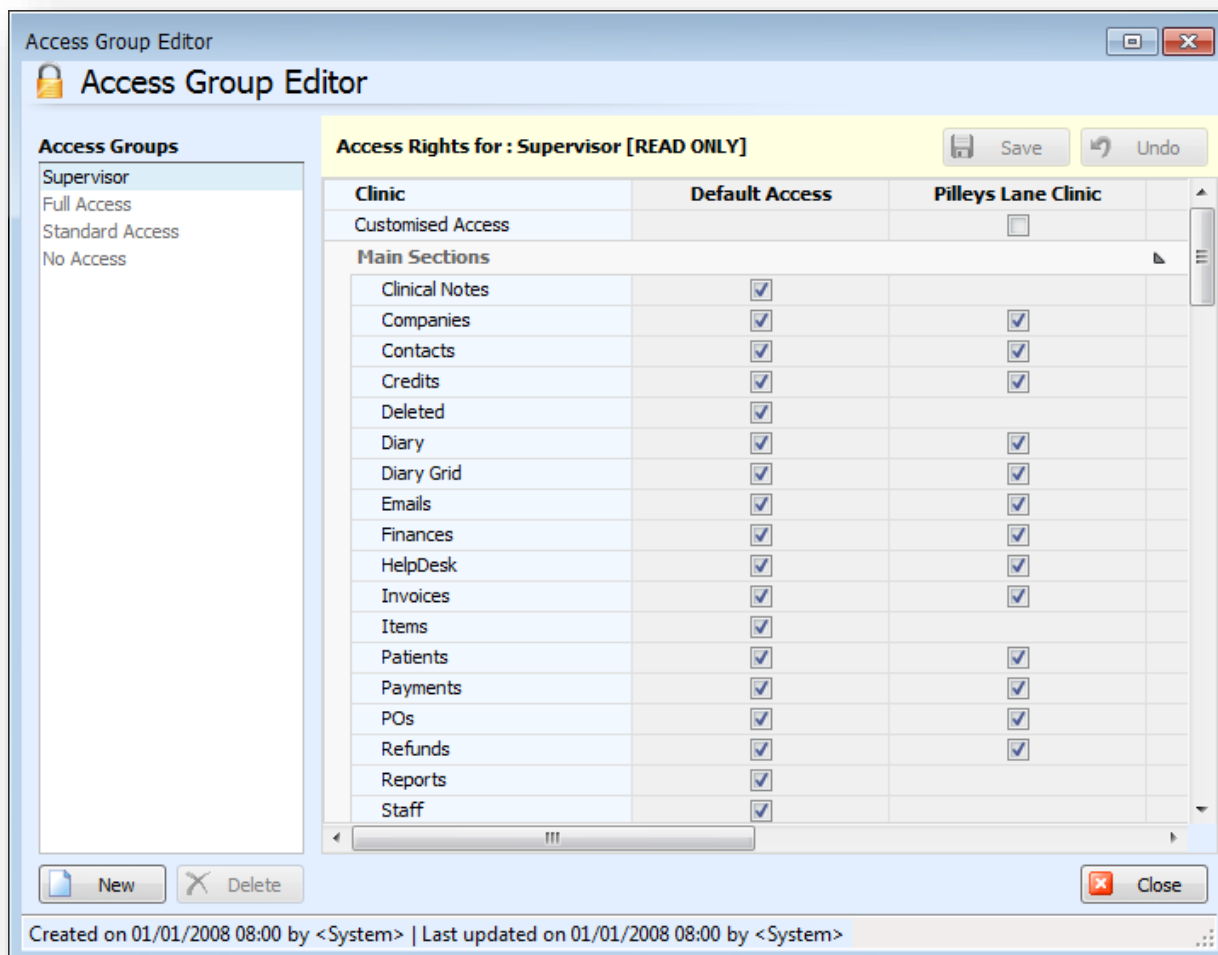 Access Group Editor
Access Group Editor
Access Groups
Supervisor
Full Access
Standard Access
No Access
Access Rights for : Supervisor [READ ONLY]
Save
Undo
Clinic Default Access Pilleys Lane Clinic
Customised Access
Main Sections
Clinical Notes
Companies
Contacts
Credits
Deleted
Diary
Diary Grid
Emails
Finances
HelpDesk
Invoices
Items
Patients
Payments
POs
Refunds
Reports
Staff
New
Delete
Close
Created on 01/01/2008 08:00 by <System> | Last updated on 01/01/2008 08:00 by <System>